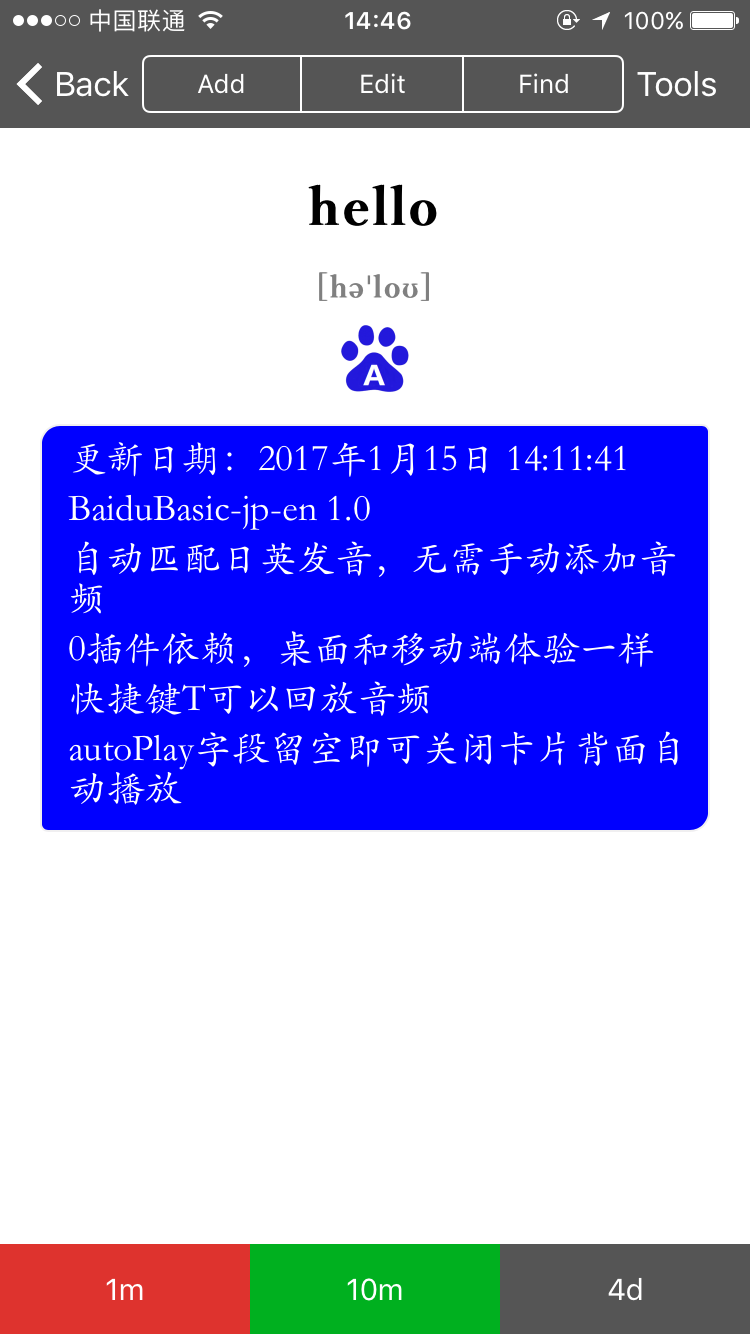 中国联通 14:46 100%
Back Add Edit Find Tools
hello
[həˈloʊ]
A
更新日期：2017年1月15日 14:11:41
BaiduBasic-jp-en 1.0
自动匹配日英发音，无需手动添加音
频
0插件依赖，桌面和移动端体验一样
快捷键T可以回放音频
autoPlay字段留空即可关闭卡片背面自
动播放
1m 10m 4d